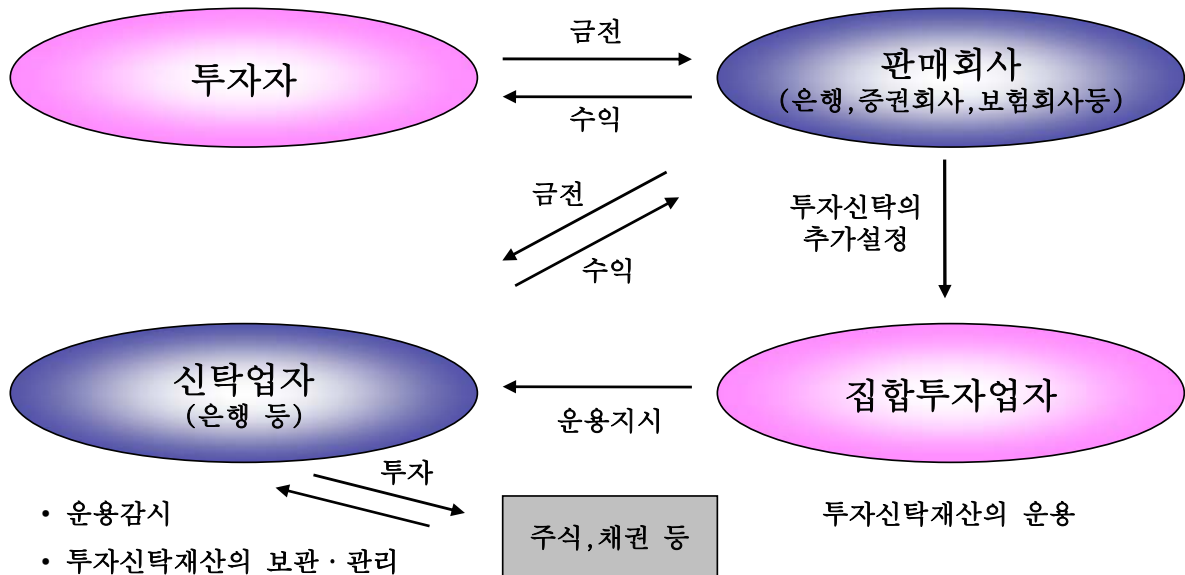 금전
투자자
판매회사
(은행,증권회사,보험회사등)
수익
금전
투자신탁의
추가설정
수익
신탁업자
(은행 등)
집합투자업자
운용지시
투자
• 운용감시
• 투자신탁재산의 보관 · 관리
주식,채권 등
투자신탁재산의 운용